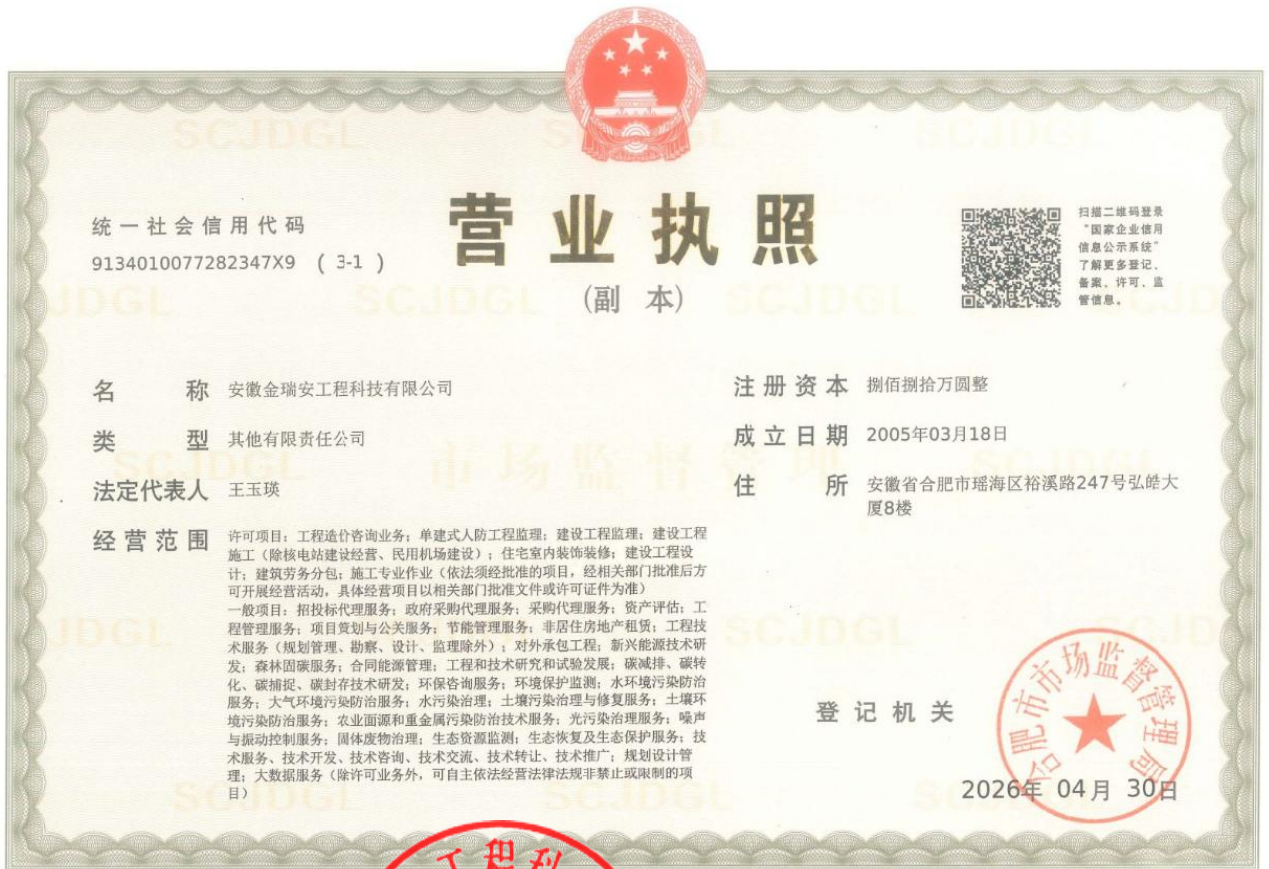 营业执照
(副 本)
统一社会信用代码
9134010077282347X9 （ 3-1 ）
扫描二维码登录
“国家企业信用
信息公示系统”
了解更多登记、
备案、许可、监
管信息。
名 称 安徽金瑞安工程科技有限公司
类 型 其他有限责任公司
法定代表人 王玉瑛
经营范围 许可项目：工程造价咨询业务；单建式人防工程监理；建设工程监理；建设工程
施工（除核电站建设经营、民用机场建设）；住宅室内装饰装修；建设工程设
计；建筑劳务分包；施工专业作业（依法须经批准的项目，经相关部门批准后方
可开展经营活动，具体经营项目以相关部门批准文件或许可证件为准）
一般项目：招投标代理服务；政府采购代理服务；采购代理服务；资产评估；工
程管理服务；项目策划与公关服务；节能管理服务；非居住房地产租赁；工程技
术服务（规划管理、勘察、设计、监理除外）；对外承包工程；新兴能源技术研
发；森林固碳服务；合同能源管理；工程和技术研究和试验发展；碳减排、碳转
化、碳捕捉、碳封存技术研发；环保咨询服务；环境保护监测；水环境污染防治
服务；大气环境污染防治服务；水污染治理；土壤污染治理与修复服务；土壤环
境污染防治服务；农业面源和重金属污染防治技术服务；光污染治理服务；噪声
与振动控制服务；固体废物治理；生态资源监测；生态恢复及生态保护服务；技
术服务、技术开发、技术咨询、技术交流、技术转让、技术推广；规划设计管
理；大数据服务（除许可业务外，可自主依法经营法律法规非禁止或限制的项
目）
注册资本 捌佰捌拾万圆整
成立日期 2005年03月18日
住 所 安徽省合肥市瑶海区裕溪路247号弘皓大
厦8楼
登记机关
合肥市市场监督管理局
2026年 04月 30日
SCJDGL
市场监督管理
工程科